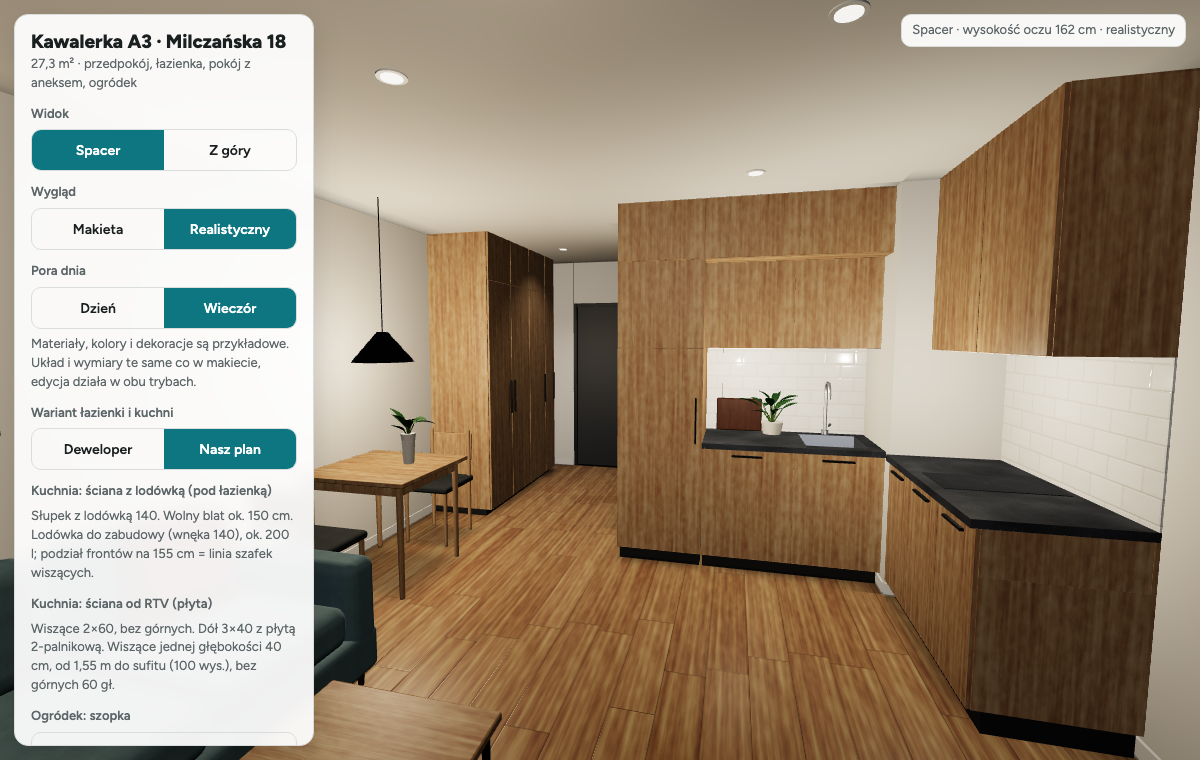 Kawalerka A3 · Milczańska 18
27,3 m² · przedpokój, łazienka, pokój z
aneksem, ogródek
Widok
Spacer
Z góry
Wygląd
Makieta
Realistyczny
Pora dnia
Dzień
Wieczór
Materiały, kolory i dekoracje są przykładowe.
Układ i wymiary te same co w makiecie,
edycja działa w obu trybach.
Wariant łazienki i kuchni
Deweloper
Nasz plan
Kuchnia: ściana z lodówką (pod łazienką)
Słupek z lodówką 140. Wolny blat ok. 150 cm.
Lodówka do zabudowy (wnęka 140), ok. 200
l; podział frontów na 155 cm = linia szafek
wiszących.
Kuchnia: ściana od RTV (płyta)
Wiszące 2×60, bez górnych. Dół 3×40 z płytą
2-palnikową. Wiszące jednej głębokości 40
cm, od 1,55 m do sufitu (100 wys.), bez
górnych 60 gł.
Ogródek: szopka
Spacer · wysokość oczu 162 cm · realistyczny